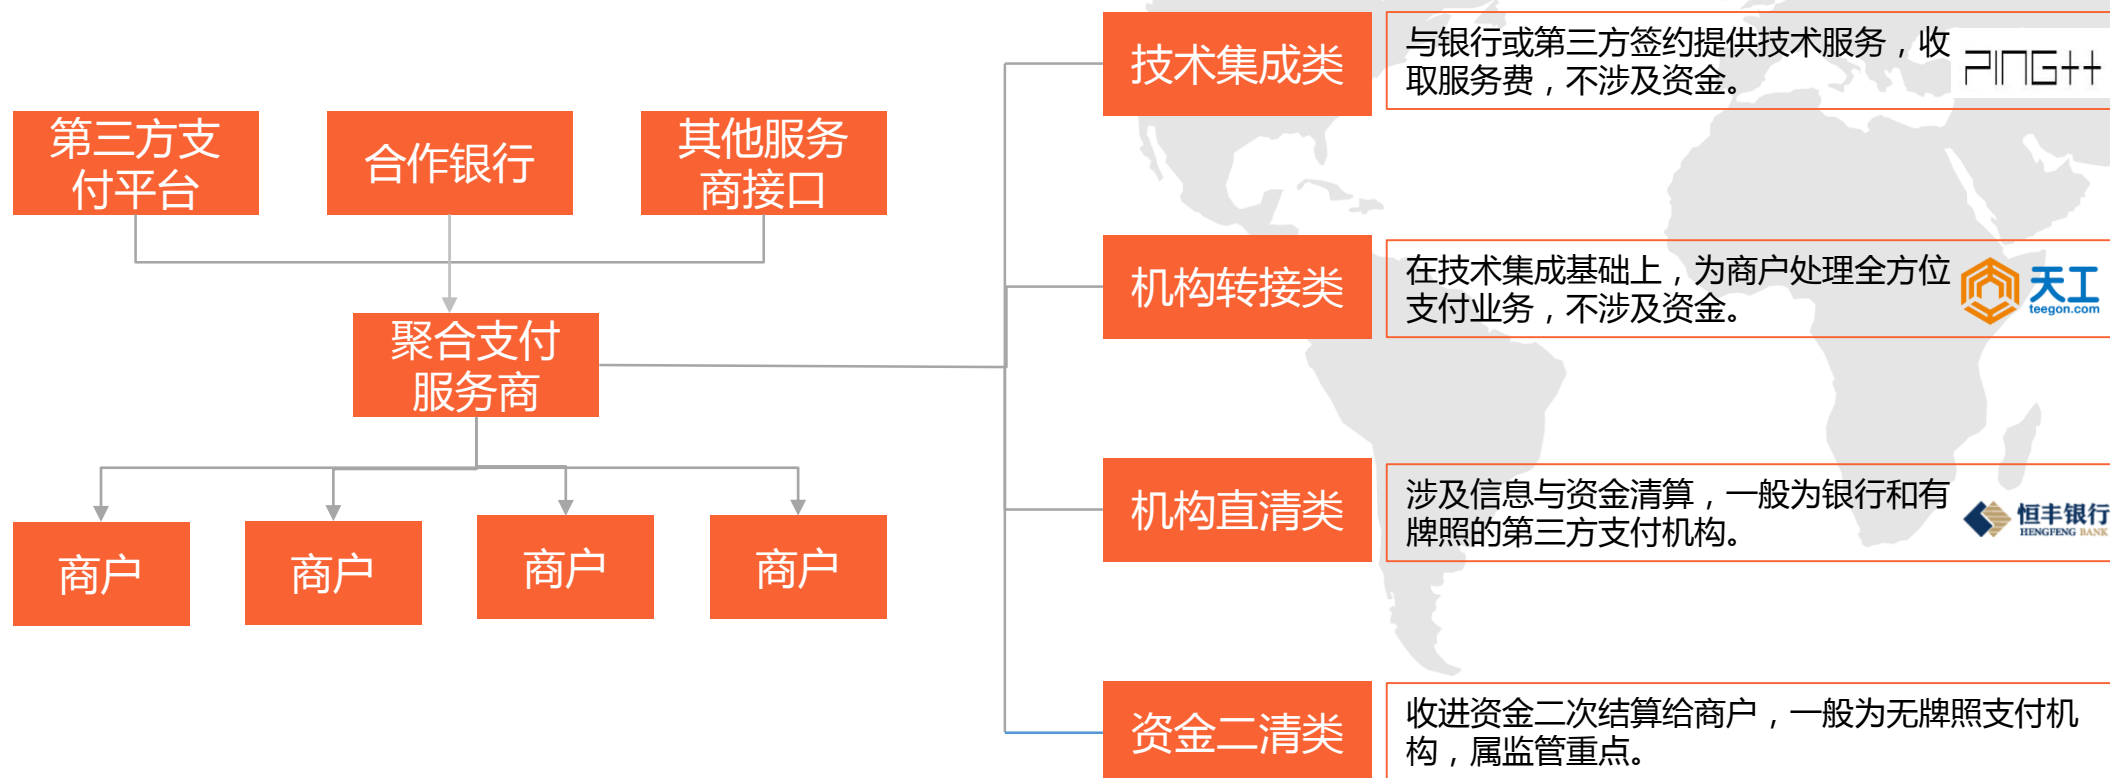 第三方支
付平台
合作银行
其他服务
商接口
聚合支付
服务商
商户
商户
商户
商户
技术集成类
与银行或第三方签约提供技术服务，收
取服务费，不涉及资金。
PING++
机构转接类
在技术集成基础上，为商户处理全方位
支付业务，不涉及资金。
天工
teegon.com
机构直清类
涉及信息与资金清算，一般为银行和有
牌照的第三方支付机构。
恒丰银行
HENGFENG BANK
资金二清类
收进资金二次结算给商户，一般为无牌照支付机
构，属监管重点。